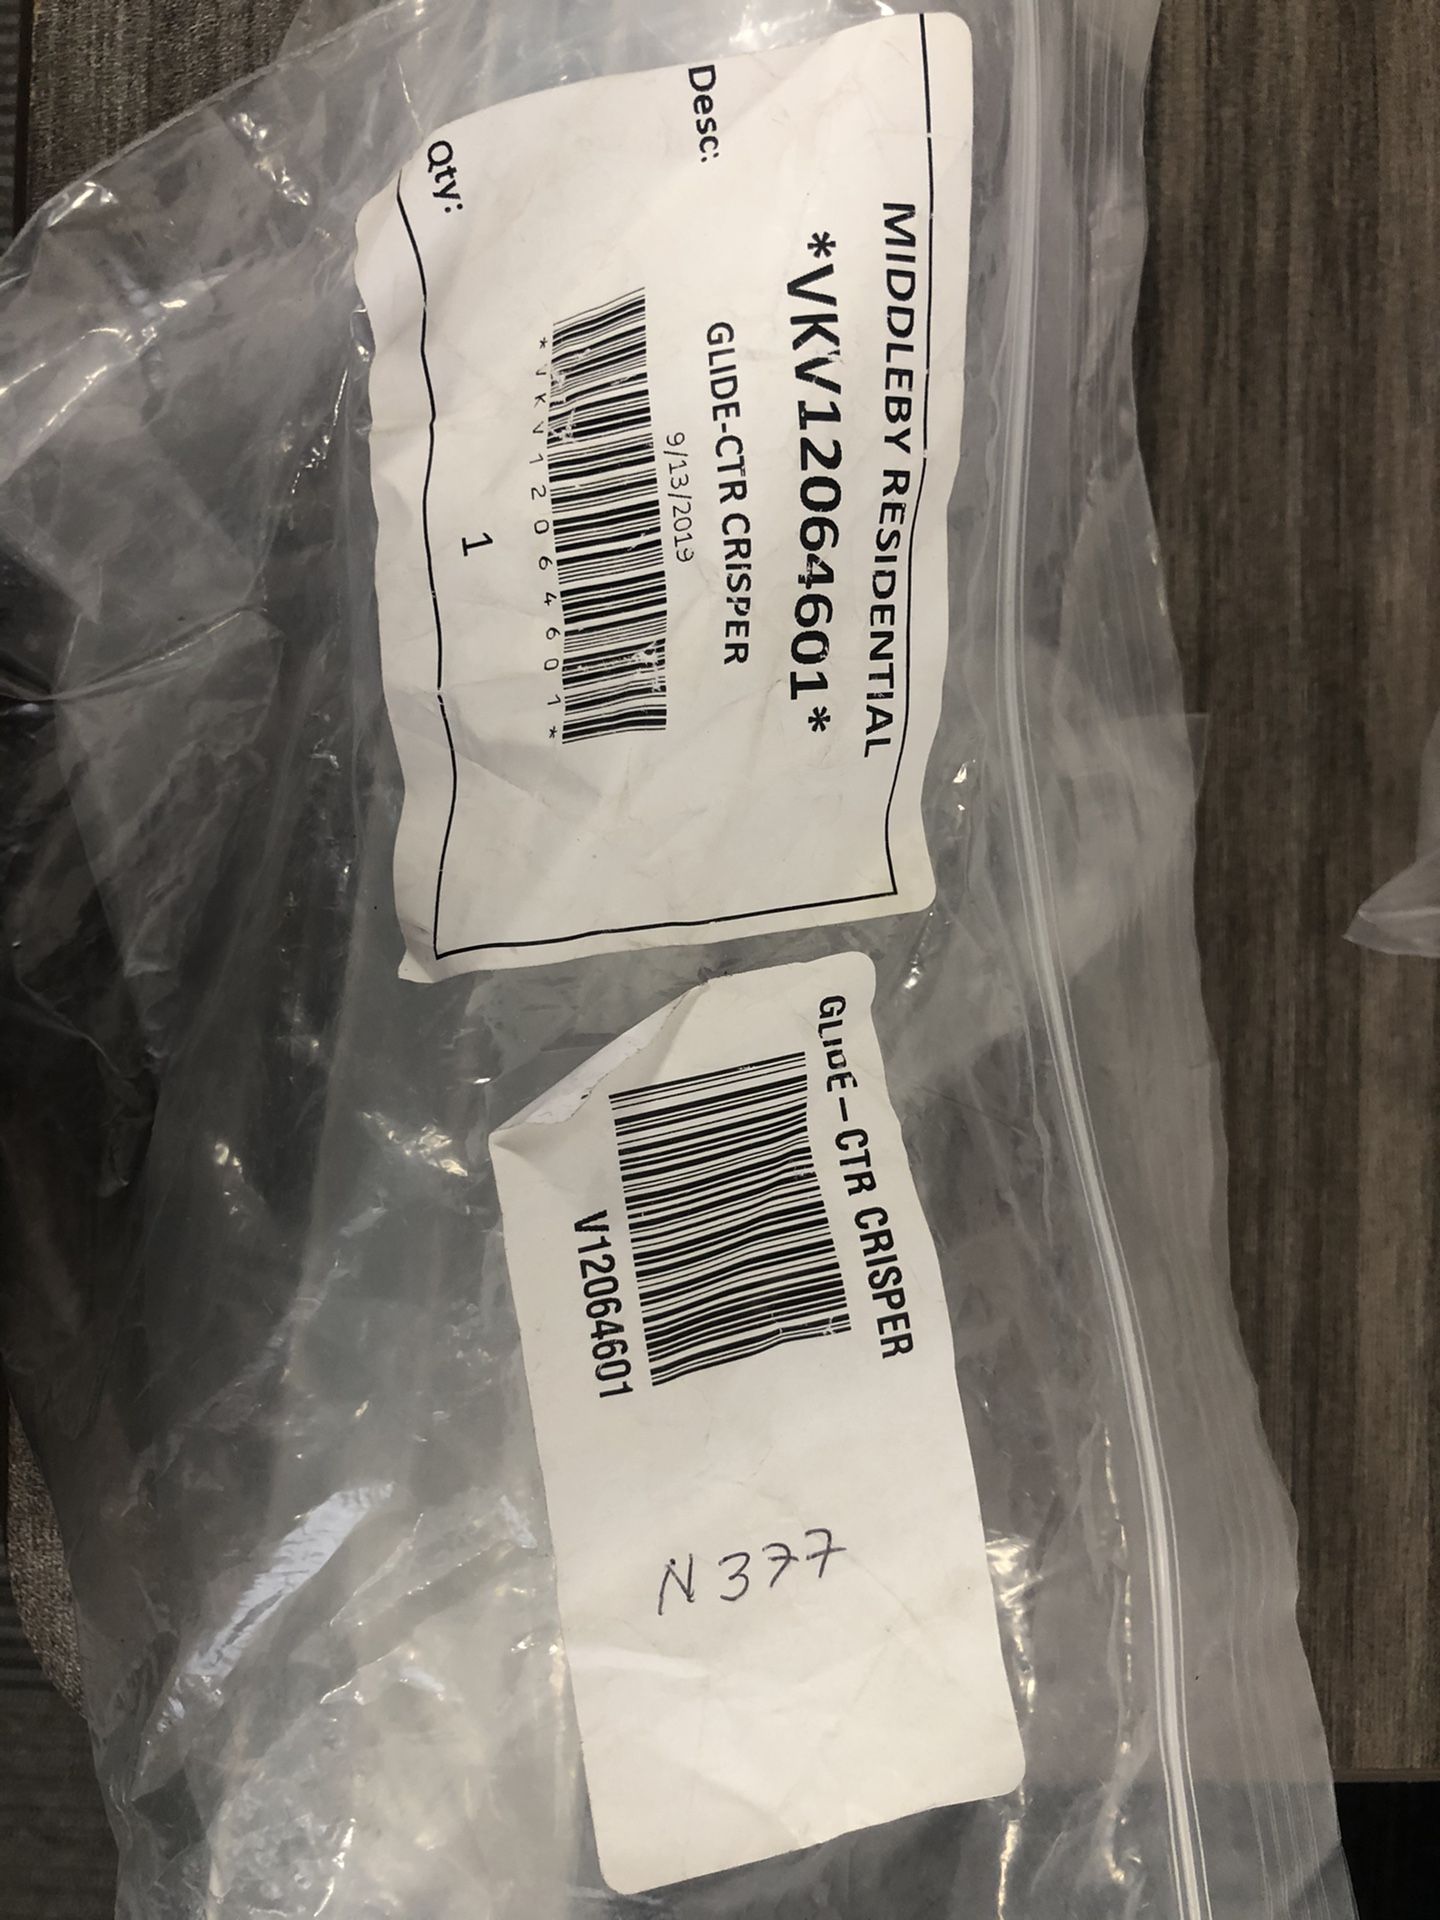 MIDDLEBY RESIDENTIAL
*VKV12064601*
Desc: GLIDE-CTR CRISPER
9/13/2019
*VKV12064601*
Qty: 1
GLIDE-CTR CRISPER
V12064601
N377